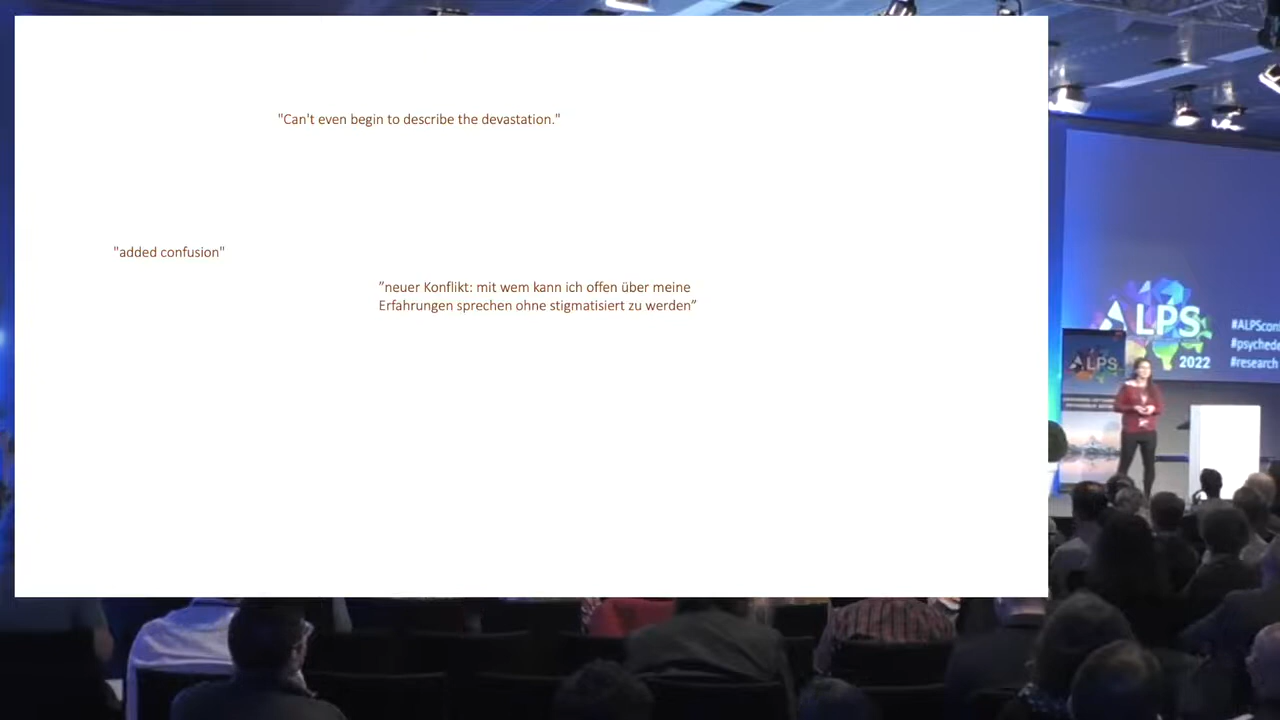 "Can't even begin to describe the devastation."
"added confusion"
”neuer Konflikt: mit wem kann ich offen über meine
Erfahrungen sprechen ohne stigmatisiert zu werden”
ALPS
2022
#ALPScon
#psychede
#research
ALPS